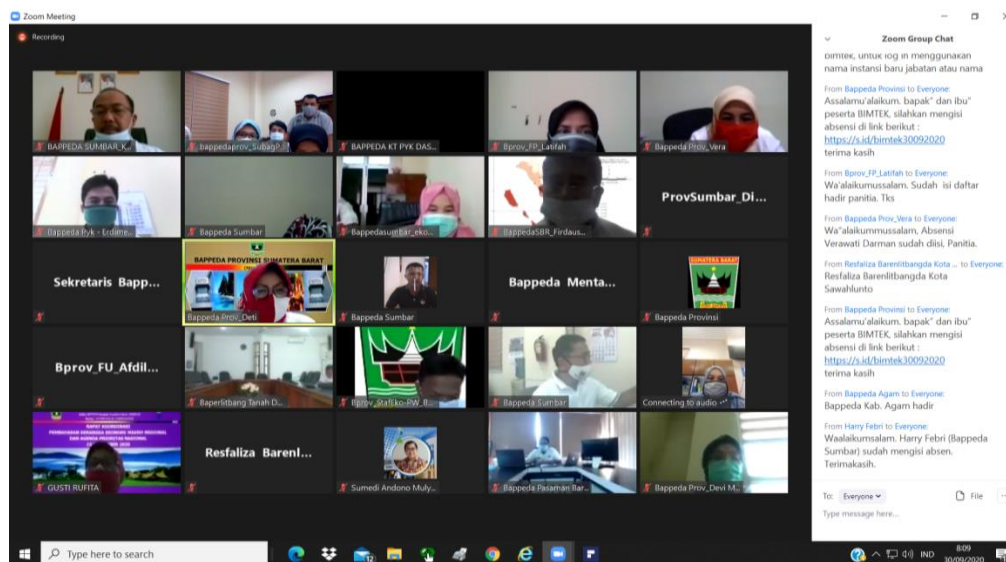 Zoom Meeting
Recording
BAPPEDA SUMBAR_K...
bappedaprov_SubagP...
BAPPEDA KT PYK DAS...
Bprov_FP_Latifah
Bappeda Prov_Vera
Bappeda Pyk - Erdane...
Bappeda Sumbar
Bappedasumbar_eko...
BappedaSBR_Firdaus...
ProvSumbar_Di...
Sekretaris Bapp...
BAPPEDA PROVINSI SUMATERA BARAT
Bappeda Prov_Deti
Bappeda Sumbar
Bappeda Menta...
SUMATERA BARAT
Bappeda Provinsi
Bprov_FU_Afdil...
Baperlitbang Tanah D...
Bprov_StafEko-PW_B...
Bappeda Sumbar
Connecting to audio
RAPAT KOORDINASI
GUSTI RUFITA
Resfaliza Barenl...
Sumedi Andono Muly...
Bappeda Pasaman Bar...
Bappeda Prov_Devi M...
Zoom Group Chat
BIMTEK, untuk log in menggunakan
nama instansi baru jabatan atau nama
From Bappeda Provinsi to Everyone:
Assalamu'alaikum. bapak" dan ibu"
peserta BIMTEK, silahkan mengisi
absensi di link berikut :
https://s.id/bimtek30092020
terima kasih
From Bprov_FP_Latifah to Everyone:
Wa'alaikumussalam. Sudah isi daftar
hadir panitia. Tks
From Bappeda Prov_Vera to Everyone:
Wa"alaikummussalam, Absensi
Verawati Darman sudah diisi, Panitia.
From Resfaliza Barenlitbangda Kota ... to Everyone:
Resfaliza Barenlitbangda Kota
Sawahlunto
From Bappeda Provinsi to Everyone:
Assalamu'alaikum. bapak" dan ibu"
peserta BIMTEK, silahkan mengisi
absensi di link berikut :
https://s.id/bimtek30092020
terima kasih
From Bappeda Agam to Everyone:
Bappeda Kab. Agam hadir
From Harry Febri to Everyone:
Waalaikumsalam. Harry Febri (Bappeda
Sumbar) sudah mengisi absen.
Terimakasih.
To: Everyone
File
Type message here...
Type here to search
12
IND
8:09
30/09/2020